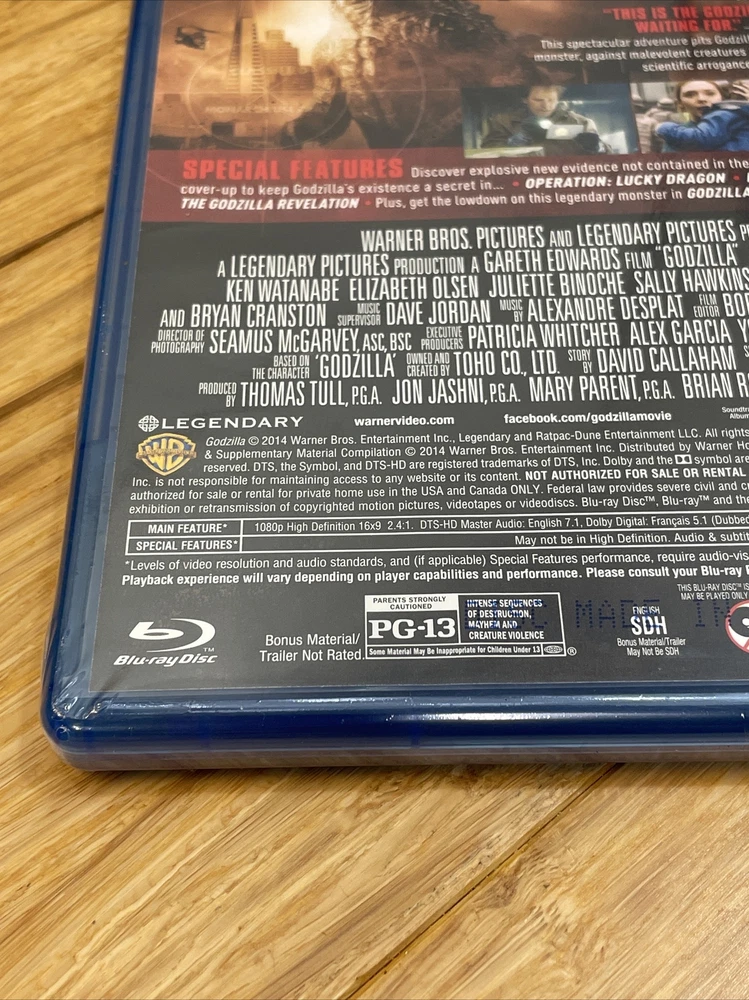 "THIS IS THE GODZI
WAITING FOR."
This spectacular adventure pits Godzill
monster, against malevolent creatures
scientific arroganc
SPECIAL FEATURES Discover explosive new evidence not contained in the
cover-up to keep Godzilla's existence a secret in... • OPERATION: LUCKY DRAGON •
THE GODZILLA REVELATION • Plus, get the lowdown on this legendary monster in GODZILLA
WARNER BROS. PICTURES AND LEGENDARY PICTURES P
A LEGENDARY PICTURES PRODUCTION A GARETH EDWARDS FILM "GODZILLA"
KEN WATANABE ELIZABETH OLSEN JULIETTE BINOCHE SALLY HAWKINS
AND BRYAN CRANSTON MUSIC SUPERVISOR DAVE JORDAN MUSIC BY ALEXANDRE DESPLAT FILM EDITOR BO
DIRECTOR OF PHOTOGRAPHY SEAMUS McGARVEY, ASC, BSC EXECUTIVE PRODUCERS PATRICIA WHITCHER ALEX GARCIA Y
BASED ON THE CHARACTER 'GODZILLA' OWNED AND CREATED BY TOHO CO., LTD. STORY BY DAVID CALLAHAM S
PRODUCED BY THOMAS TULL, P.G.A. JON JASHNI, P.G.A. MARY PARENT, P.G.A. BRIAN R
LEGENDARY warnervideo.com facebook.com/godzillamovie Soundtr
Album
WB
Godzilla © 2014 Warner Bros. Entertainment Inc., Legendary and Ratpac-Dune Entertainment LLC. All rights
& Supplementary Material Compilation © 2014 Warner Bros. Entertainment Inc. Distributed by Warner Ho
reserved. DTS, the Symbol, and DTS-HD are registered trademarks of DTS, Inc. Dolby and the DD symbol are
Inc. is not responsible for maintaining access to any website or its content. NOT AUTHORIZED FOR SALE OR RENTAL
authorized for sale or rental for private home use in the USA and Canada ONLY. Federal law provides severe civil and c
exhibition or retransmission of copyrighted motion pictures, videotapes or videodiscs. Blu-ray Disc™, Blu-ray™ and the
MAIN FEATURE* 1080p High Definition 16x9 2.4:1. DTS-HD Master Audio: English 7.1, Dolby Digital: Français 5.1 (Dubbe
SPECIAL FEATURES* May not be in High Definition. Audio & subtit
*Levels of video resolution and audio standards, and (if applicable) Special Features performance, require audio-vis
Playback experience will vary depending on player capabilities and performance. Please consult your Blu-ray
THIS BLU-RAY DISC™ IS
MAY BE PLAYED ONLY
Blu-ray Disc™
Bonus Material/
Trailer Not Rated.
PARENTS STRONGLY CAUTIONED
PG-13
Some Material May Be Inappropriate for Children Under 13
INTENSE SEQUENCES
OF DESTRUCTION,
MAYHEM AND
CREATURE VIOLENCE
®
MADE IN
ENGLISH
SDH
Bonus Material/Trailer
May Not Be SDH